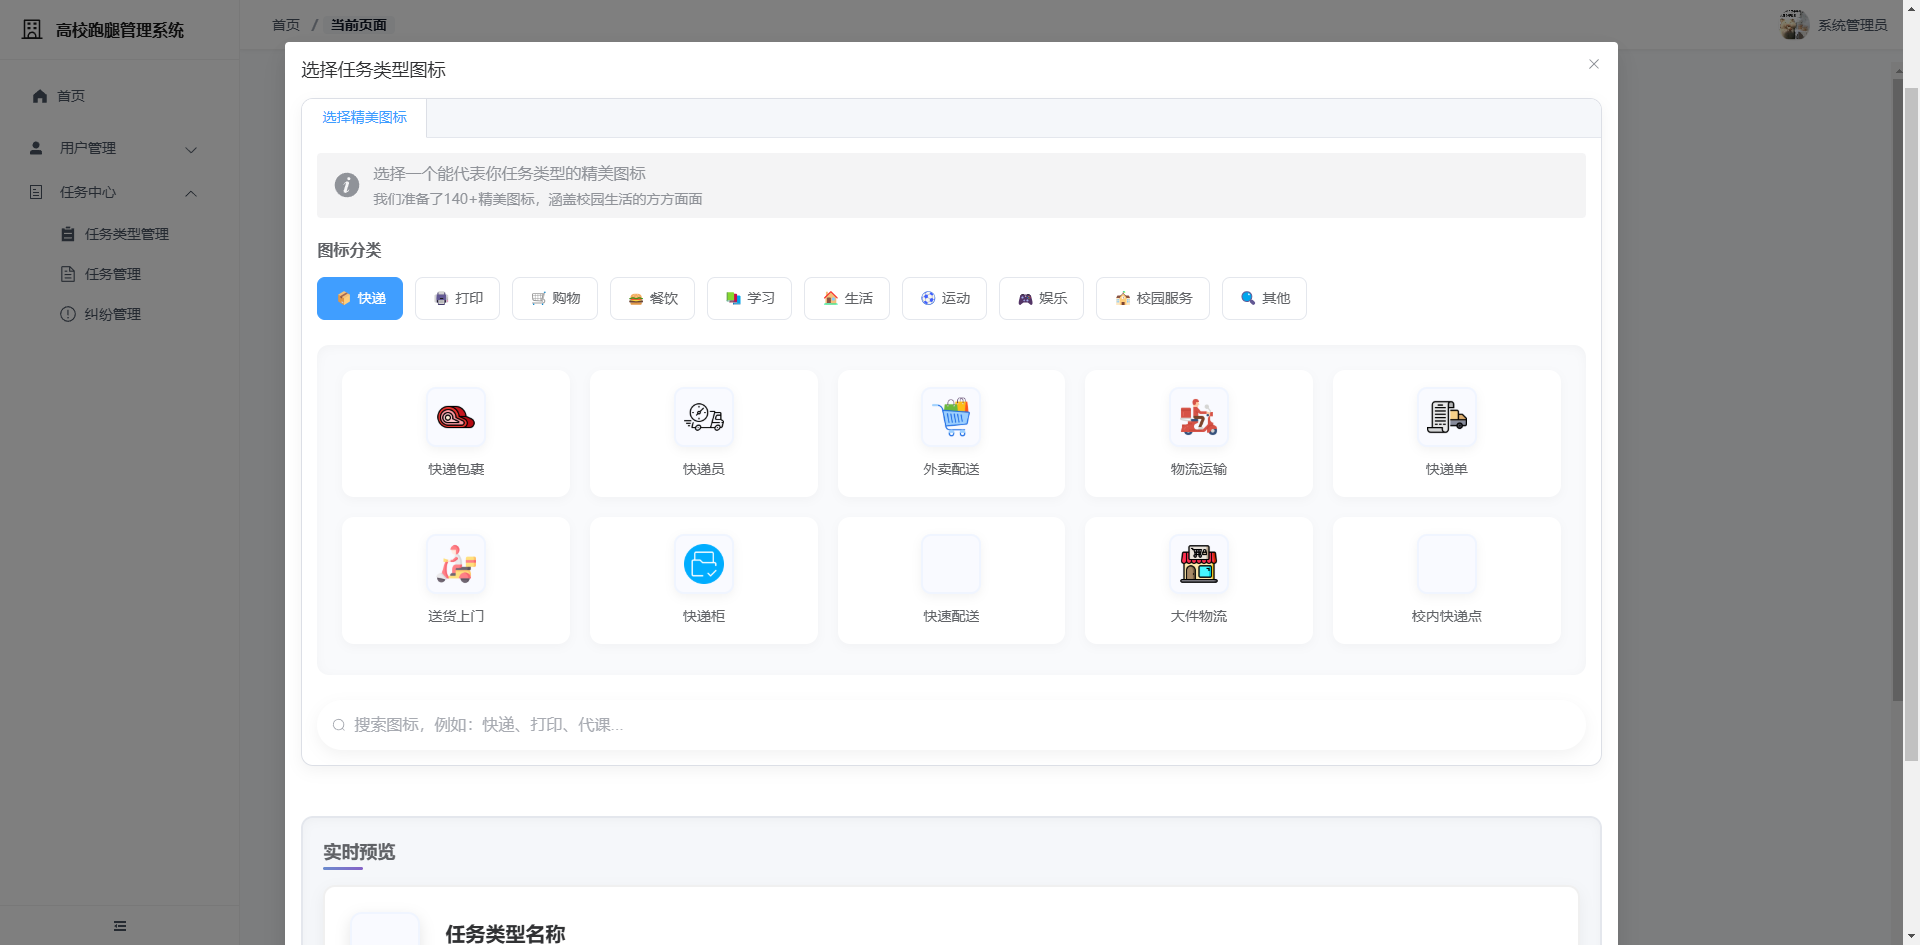 高校跑腿管理系统
首页 / 当前页面
系统管理员
首页
用户管理
任务中心
任务类型管理
任务管理
纠纷管理
选择任务类型图标
选择精美图标
选择一个能代表你任务类型的精美图标
我们准备了140+精美图标，涵盖校园生活的方方面面
图标分类
快递 打印 购物 餐饮 学习 生活 运动 娱乐 校园服务 其他
快递包裹 快递员 外卖配送 物流运输 快递单
送货上门 快递柜 快速配送 大件物流 校内快递点
搜索图标，例如：快递、打印、代课...
实时预览
任务类型名称